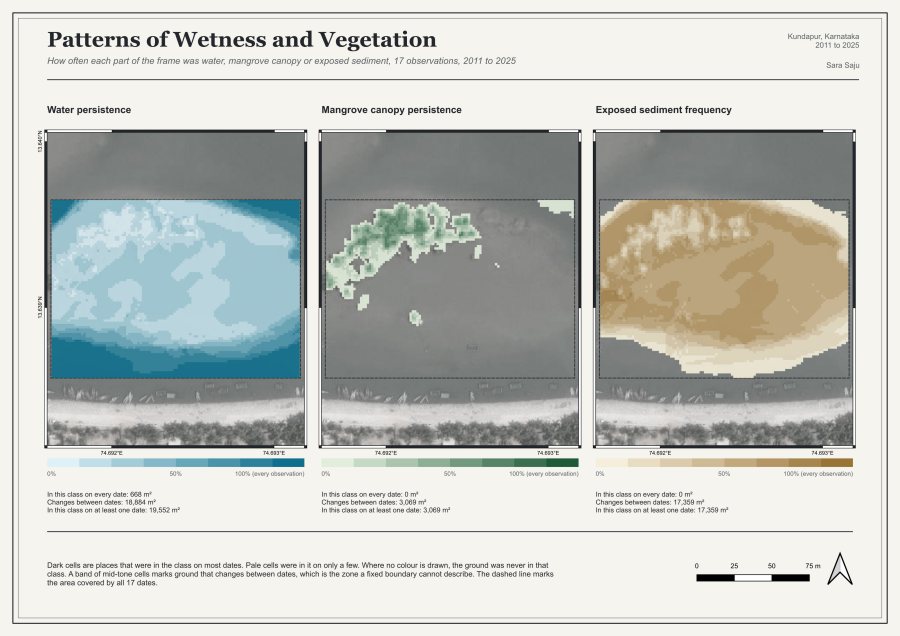 Patterns of Wetness and Vegetation
How often each part of the frame was water, mangrove canopy or exposed sediment, 17 observations, 2011 to 2025
Kundapur, Karnataka
2011 to 2025
Sara Saju
Water persistence
Mangrove canopy persistence
Exposed sediment frequency
13.640°N
13.639°N
74.692°E
74.693°E
74.692°E
74.693°E
74.692°E
74.693°E
0%
50%
100% (every observation)
0%
50%
100% (every observation)
0%
50%
100% (every observation)
In this class on every date: 668 m²
Changes between dates: 18,884 m²
In this class on at least one date: 19,552 m²
In this class on every date: 0 m²
Changes between dates: 3,069 m²
In this class on at least one date: 3,069 m²
In this class on every date: 0 m²
Changes between dates: 17,359 m²
In this class on at least one date: 17,359 m²
Dark cells are places that were in the class on most dates. Pale cells were in it on only a few. Where no colour is drawn, the ground was never in that
class. A band of mid-tone cells marks ground that changes between dates, which is the zone a fixed boundary cannot describe. The dashed line marks
the area covered by all 17 dates.
0
25
50
75 m